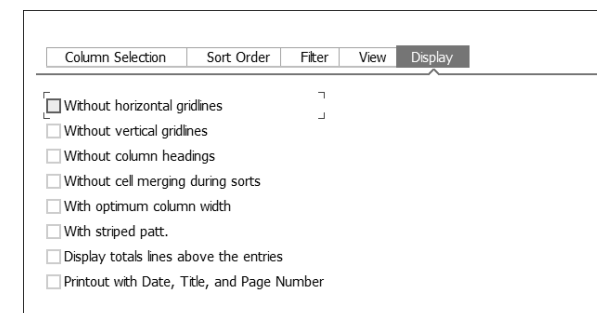 Column Selection Sort Order Filter View Display
Without horizontal gridlines
Without vertical gridlines
Without column headings
Without cell merging during sorts
With optimum column width
With striped patt.
Display totals lines above the entries
Printout with Date, Title, and Page Number